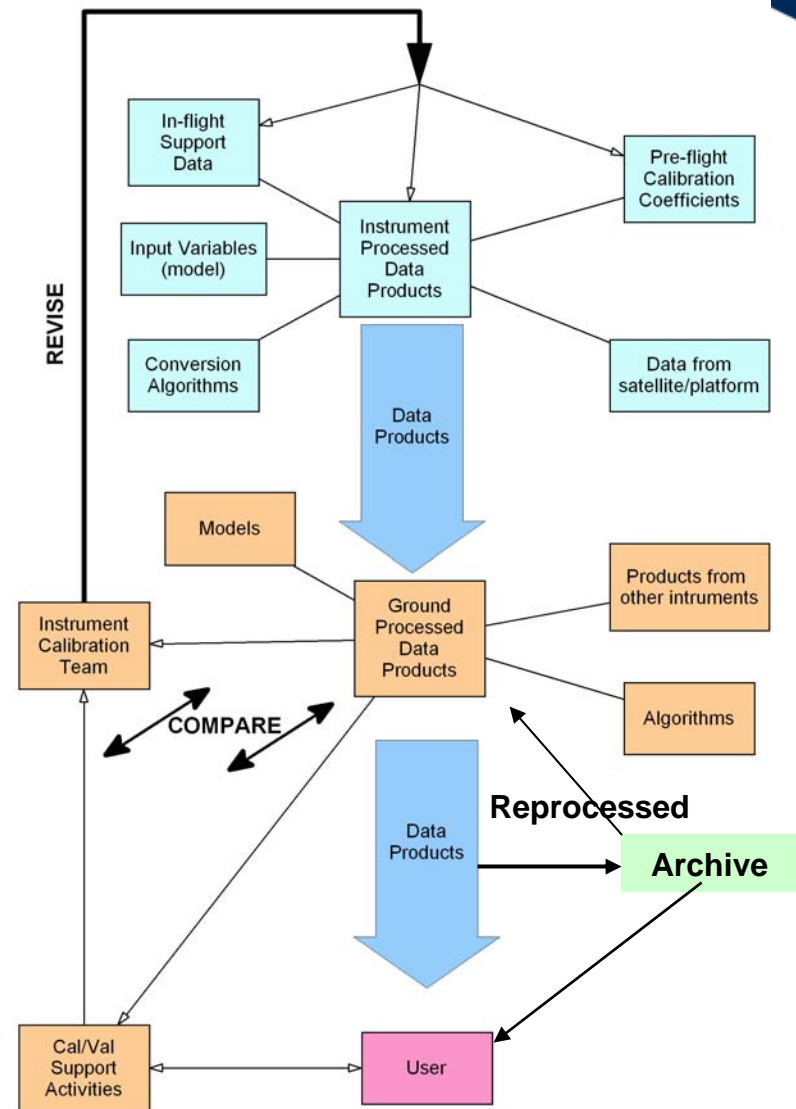 In-flight
Support
Data
Pre-flight
Calibration
Coefficients
Instrument
Processed
Data
Products
Input Variables
(model)
REVISE
Conversion
Algorithms
Data from
satellite/platform
Data
Products
Models
Products from
other intruments
Ground
Processed
Data
Products
Instrument
Calibration
Team
Algorithms
COMPARE
Reprocessed
Data
Products
Archive
Cal/Val
Support
Activities
User